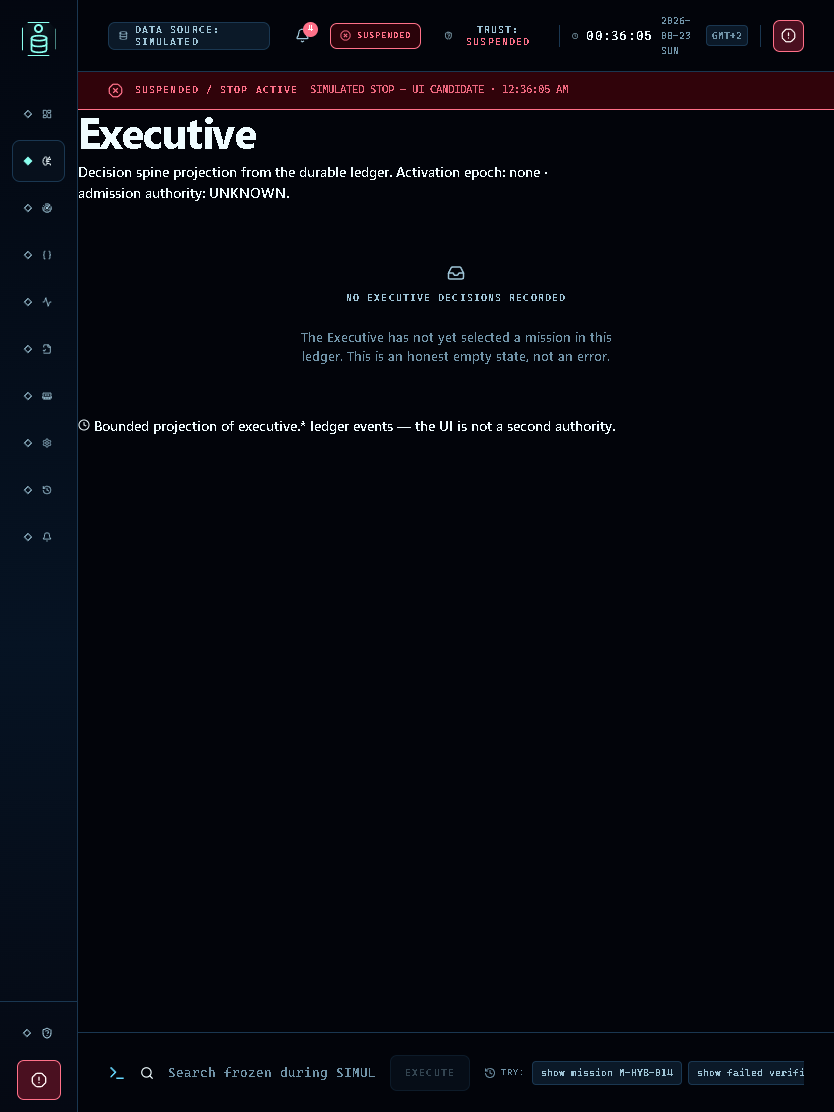 DATA SOURCE:
SIMULATED
4
SUSPENDED
TRUST:
SUSPENDED
00:36:05
2026-
08-23
SUN
GMT+2
SUSPENDED / STOP ACTIVE SIMULATED STOP — UI CANDIDATE · 12:36:05 AM
Executive
Decision spine projection from the durable ledger. Activation epoch: none ·
admission authority: UNKNOWN.
NO EXECUTIVE DECISIONS RECORDED
The Executive has not yet selected a mission in this
ledger. This is an honest empty state, not an error.
Bounded projection of executive.* ledger events — the UI is not a second authority.
Search frozen during SIMUL
EXECUTE
TRY:
show mission M-HYB-014
show failed verifi